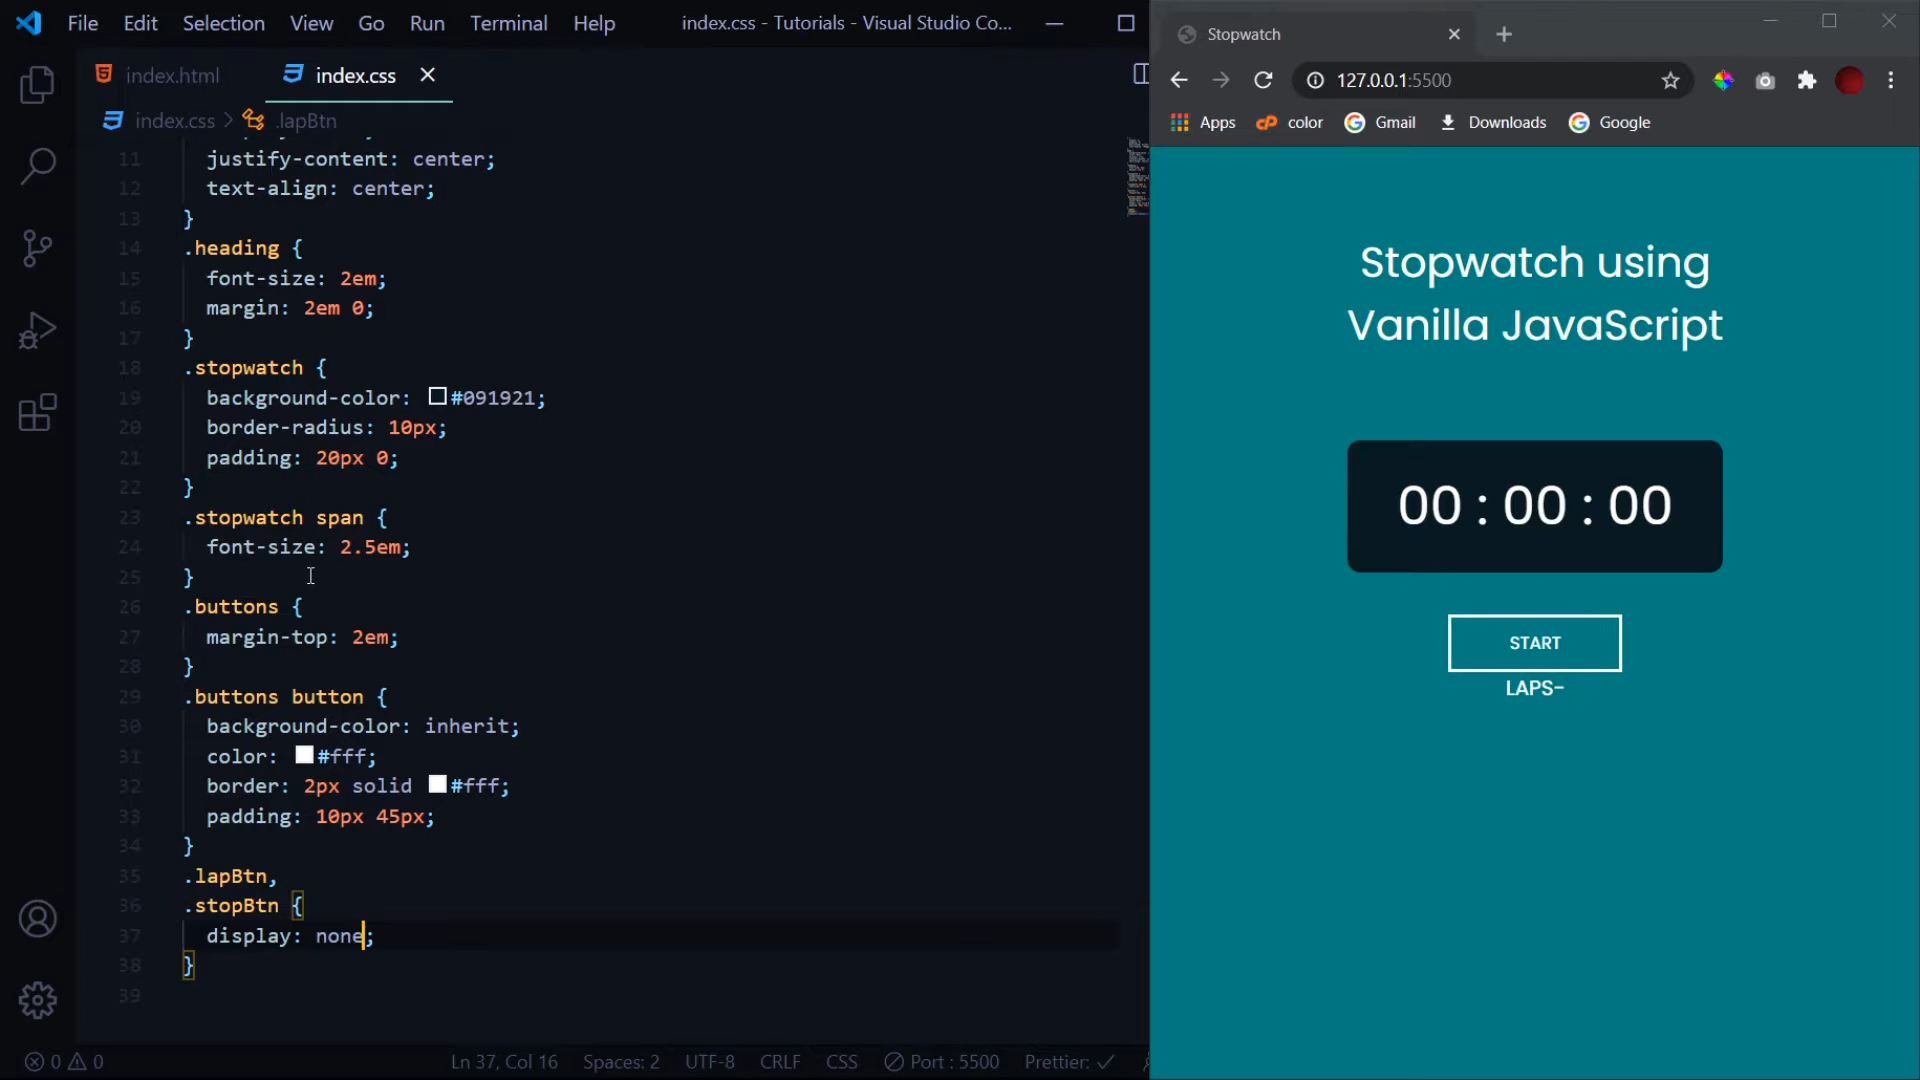 File Edit Selection View Go Run Terminal Help index.css - Tutorials - Visual Studio Co...
index.html index.css
index.css > .lapBtn
11 justify-content: center;
12 text-align: center;
13 }
14 .heading {
15 font-size: 2em;
16 margin: 2em 0;
17 }
18 .stopwatch {
19 background-color: #091921;
20 border-radius: 10px;
21 padding: 20px 0;
22 }
23 .stopwatch span {
24 font-size: 2.5em;
25 }
26 .buttons {
27 margin-top: 2em;
28 }
29 .buttons button {
30 background-color: inherit;
31 color: #fff;
32 border: 2px solid #fff;
33 padding: 10px 45px;
34 }
35 .lapBtn,
36 .stopBtn {
37 display: none;
38 }
39
0 0 Ln 37, Col 16 Spaces: 2 UTF-8 CRLF CSS Port : 5500 Prettier: ✓
Stopwatch
127.0.0.1:5500
Apps color Gmail Downloads Google
Stopwatch using
Vanilla JavaScript
00 : 00 : 00
START
LAPS-